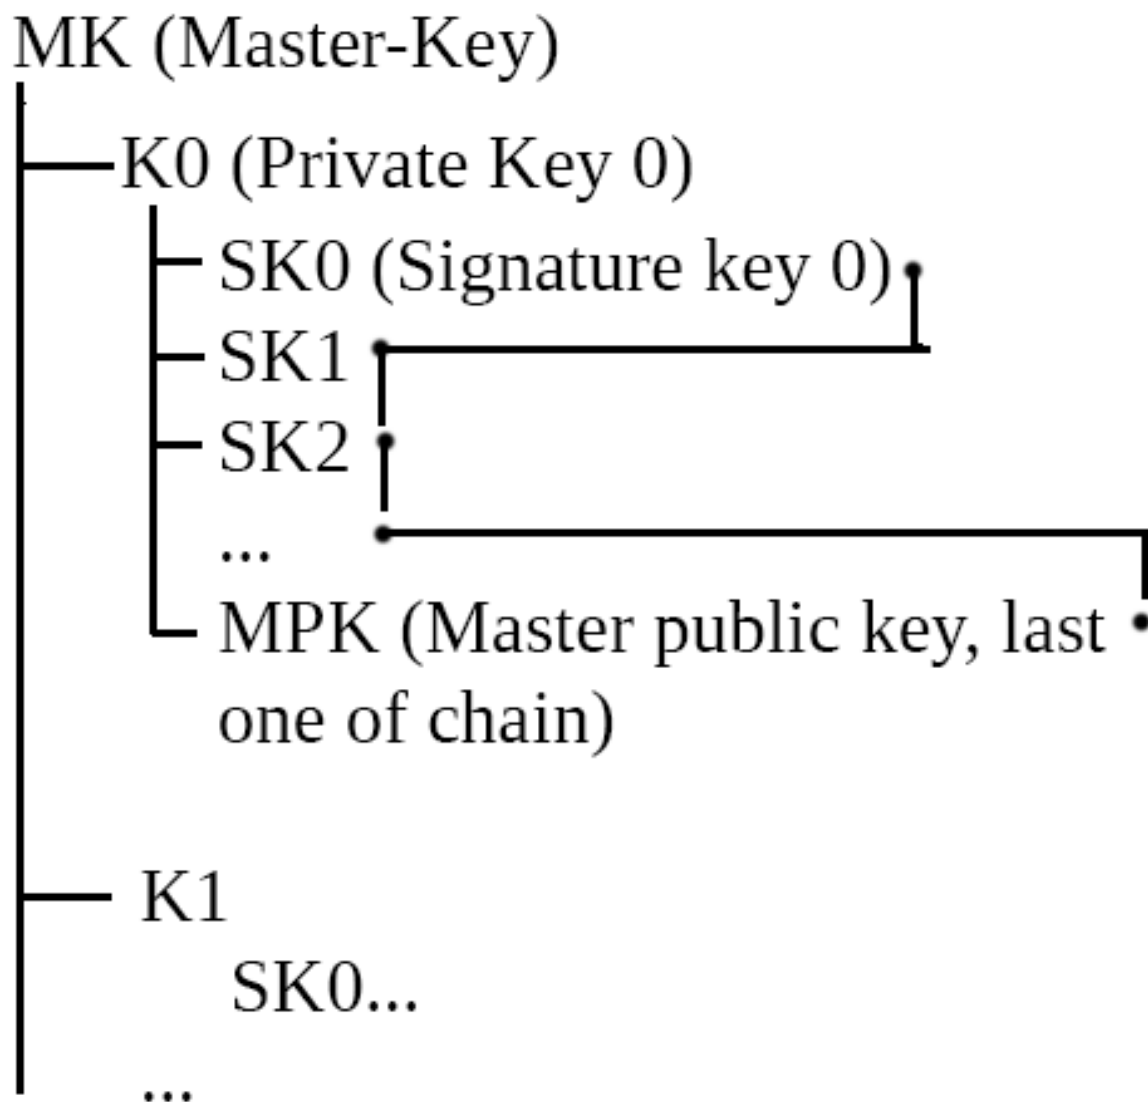 MK (Master-Key)
K0 (Private Key 0)
SK0 (Signature key 0)
SK1
SK2
...
MPK (Master public key, last
one of chain)
K1
SK0...
...